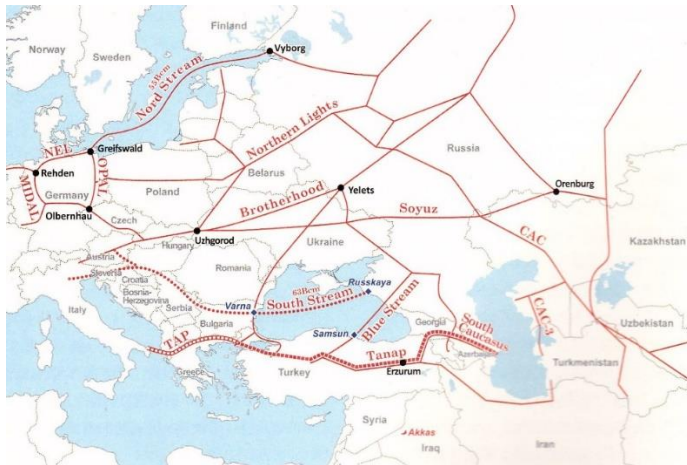 Finland
Norway
Sweden
Vyborg
55Bcm
Nord Stream
Northern Lights
Russia
NEL
Greifswald
Rehden
OPAL
MIDAL
Germany
Poland
Belarus
Olbernhau
Czech
Brotherhood
Yelets
Orenburg
Soyuz
Uzhgorod
Ukraine
CAC
Kazakhstan
Austria
Hungary
Slovenia
Croatia
Romania
Bosnia-
Herzegovina
Serbia
63Bcm
Russkaya
Varna
South Stream
Italy
Bulgaria
Blue Stream
Samsun
Georgia
South
Caucasus
CAC-3
Uzbekistan
TAP
Tanap
Azerbaijan
Turkmenistan
Erzurum
Greece
Turkey
Syria
Akkas
Iraq
Iran